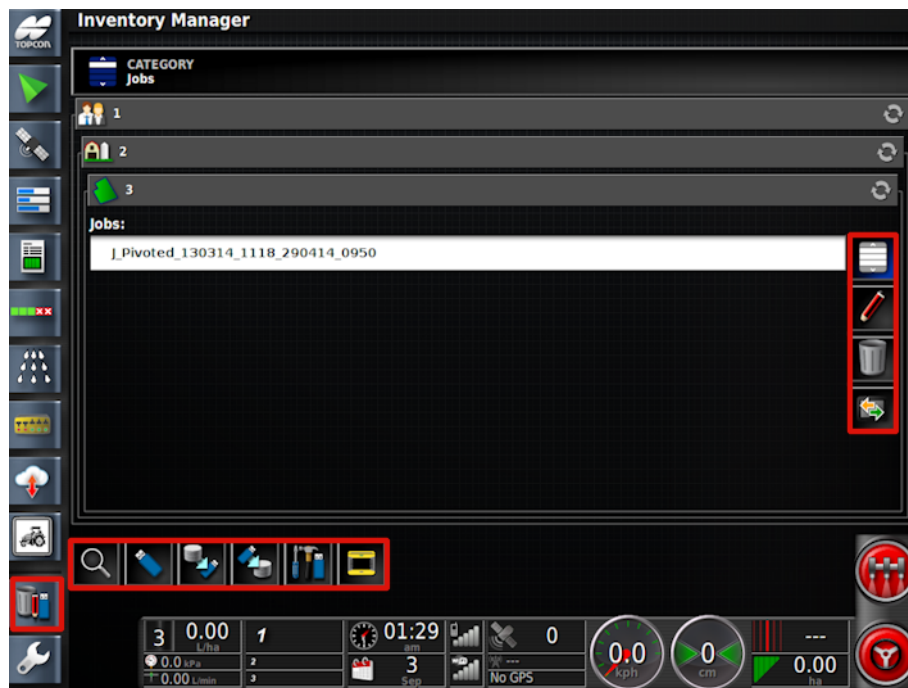 Inventory Manager
TOPCON
CATEGORY
Jobs
1
2
3
Jobs:
J_Pivoted_130314_1118_290414_0950
3 0.00 L/ha
0.0 kPa
0.00 L/min
1
2
3
01:29 am
3 Sep
0
---
No GPS
0.0 kph
0 cm
---
0.00 ha